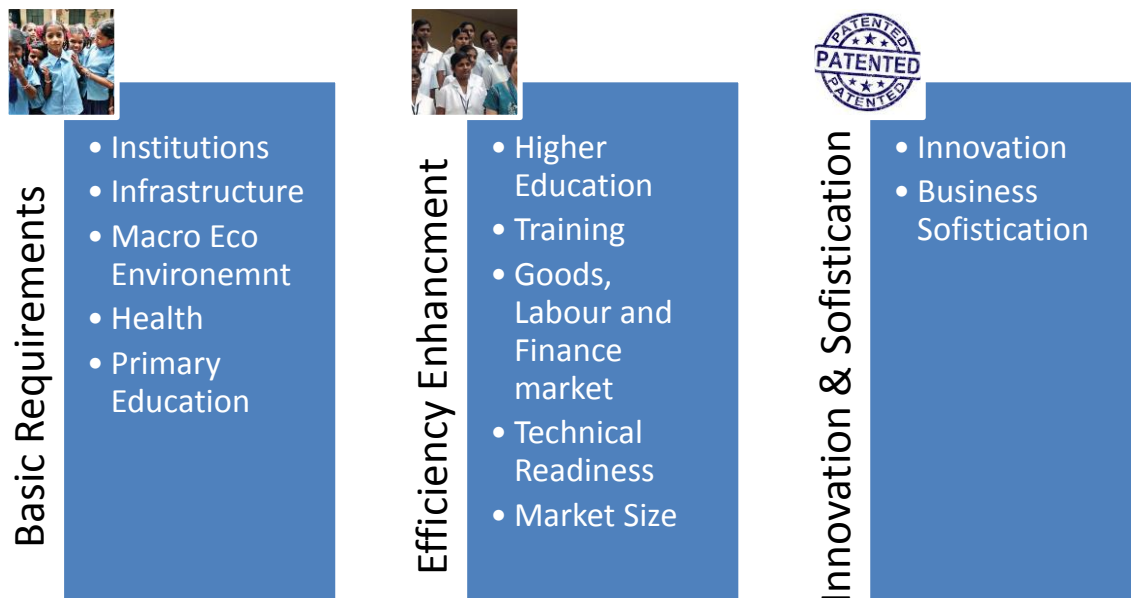 Basic Requirements
• Institutions
• Infrastructure
• Macro Eco
Environemnt
• Health
• Primary
Education
Efficiency Enhancment
• Higher
Education
• Training
• Goods,
Labour and
Finance
market
• Technical
Readiness
• Market Size
PATENTED
PATENTED
PATENTED
Innovation & Sofistication
• Innovation
• Business
Sofistication